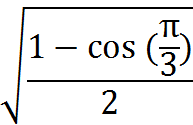 √((1 − cos (π/3))/2)